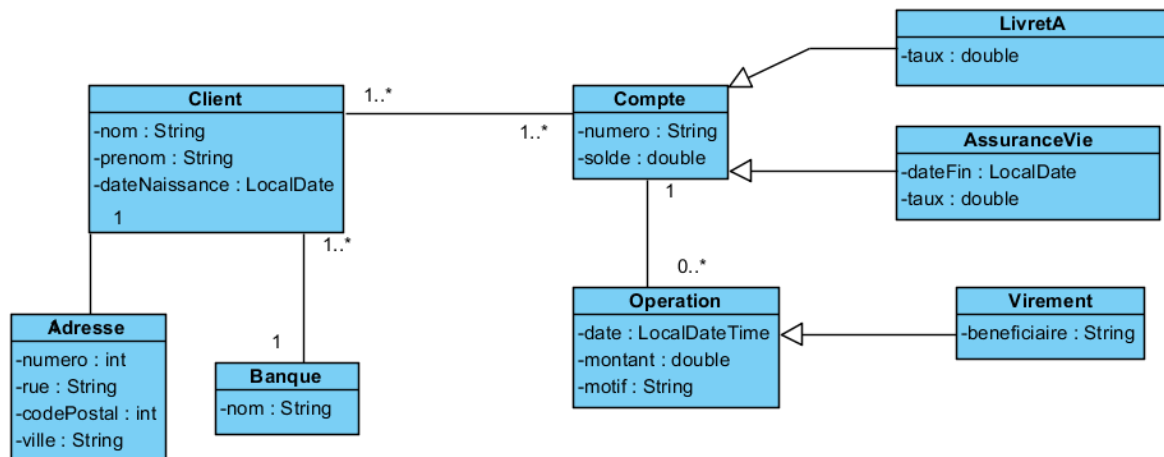 LivretA
-taux : double
Client
-nom : String
-prenom : String
-dateNaissance : LocalDate
1
1..*
1..*
1..*
Compte
-numero : String
-solde : double
1
AssuranceVie
-dateFin : LocalDate
-taux : double
0..*
Adresse
1
-numero : int
-rue : String
-codePostal : int
-ville : String
1
Banque
-nom : String
Operation
-date : LocalDateTime
-montant : double
-motif : String
Virement
-beneficiaire : String